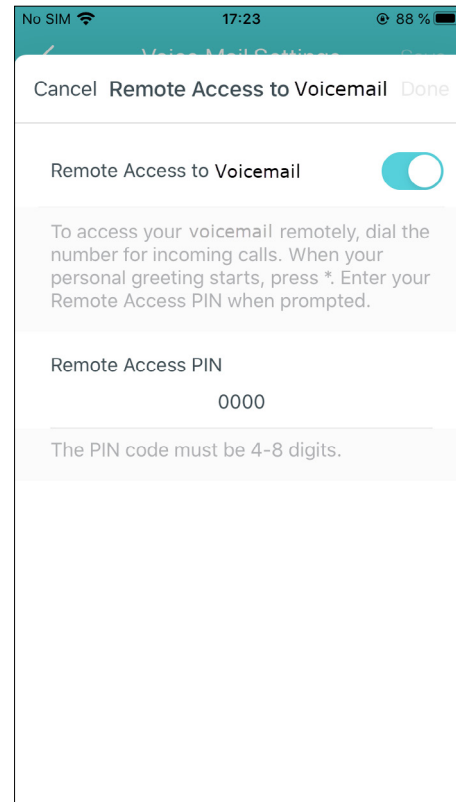 No SIM 17:23 88 %
Cancel Remote Access to Voicemail Done
Remote Access to Voicemail
To access your voicemail remotely, dial the
number for incoming calls. When your
personal greeting starts, press *. Enter your
Remote Access PIN when prompted.
Remote Access PIN
0000
The PIN code must be 4-8 digits.